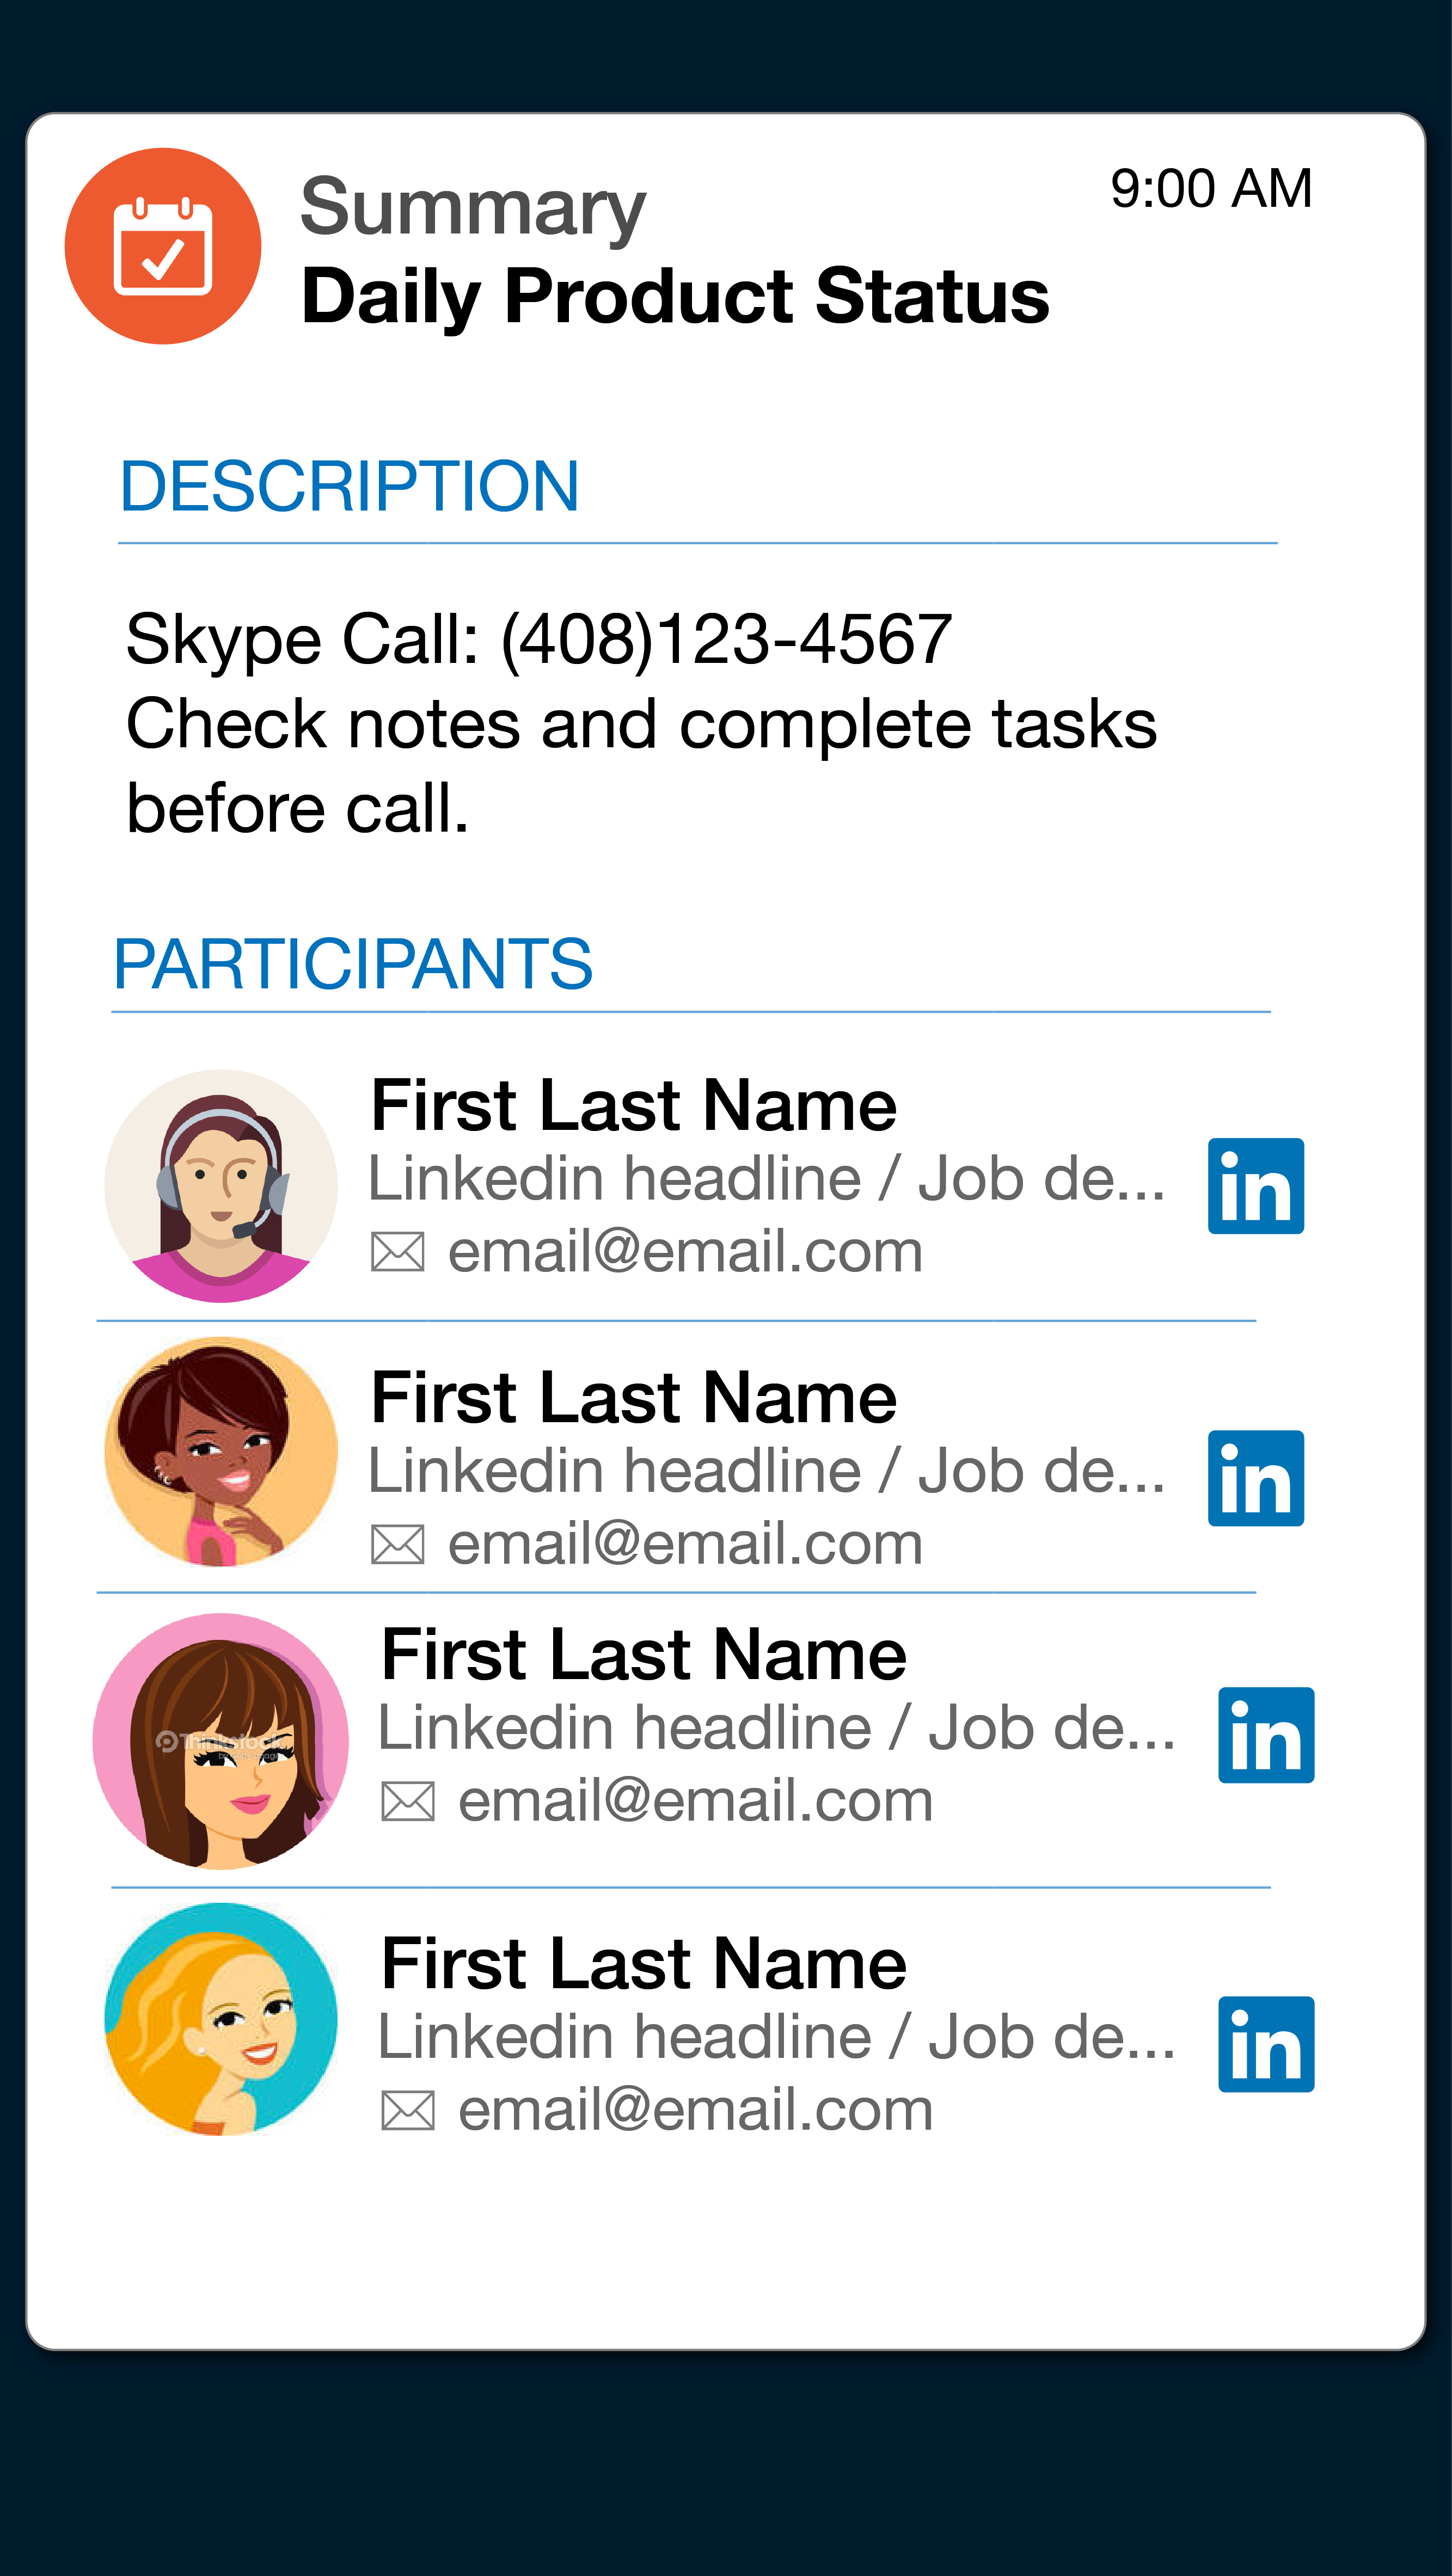 Summary
9:00 AM
Daily Product Status
DESCRIPTION
Skype Call: (408)123-4567
Check notes and complete tasks
before call.
PARTICIPANTS
First Last Name
Linkedin headline / Job de...
in
email@email.com
First Last Name
Linkedin headline / Job de...
in
email@email.com
First Last Name
Linkedin headline / Job de...
in
Thinkstock
email@email.com
First Last Name
Linkedin headline / Job de...
in
email@email.com